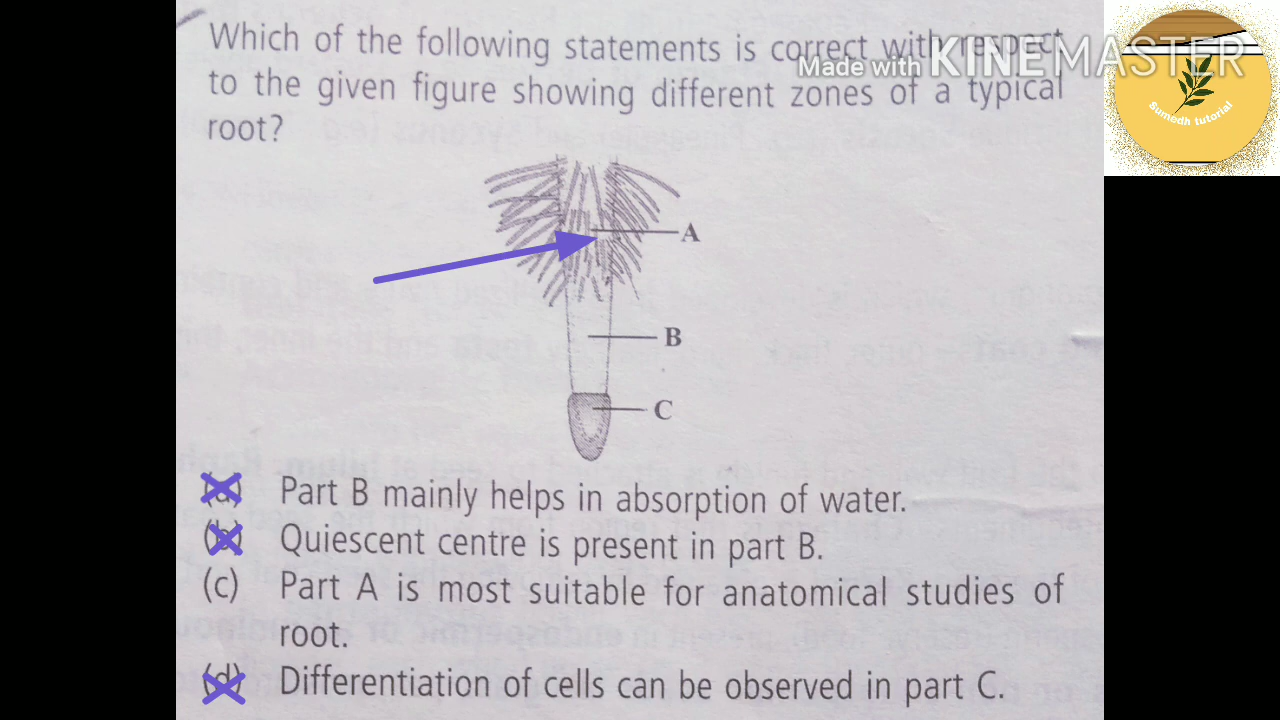 Which of the following statements is correct with respect
to the given figure showing different zones of a typical
root?
Made with KINEMASTER
Sumedh tutorial
A
B
C
(a) Part B mainly helps in absorption of water.
(b) Quiescent centre is present in part B.
(c) Part A is most suitable for anatomical studies of
root.
(d) Differentiation of cells can be observed in part C.